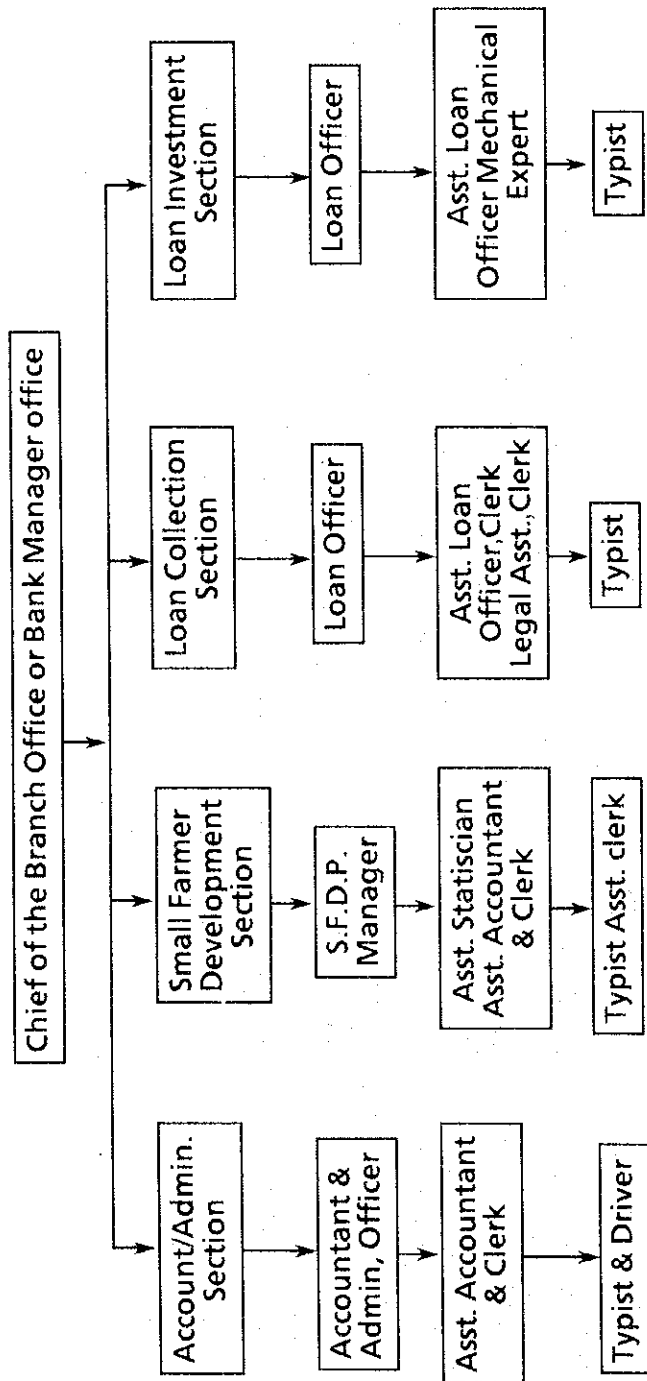 Chief of the Branch Office or Bank Manager office
Account/Admin.
Section
Small Farmer
Development
Section
Loan Collection
Section
Loan Investment
Section
Accountant &
Admin, Officer
S.F.D.P.
Manager
Loan Officer
Loan Officer
Asst. Accountant
& Clerk
Asst. Statiscian
Asst. Accountant
& Clerk
Asst. Loan
Officer,Clerk
Legal Asst.,Clerk
Asst. Loan
Officer Mechanical
Expert
Typist & Driver
Typist Asst. clerk
Typist
Typist